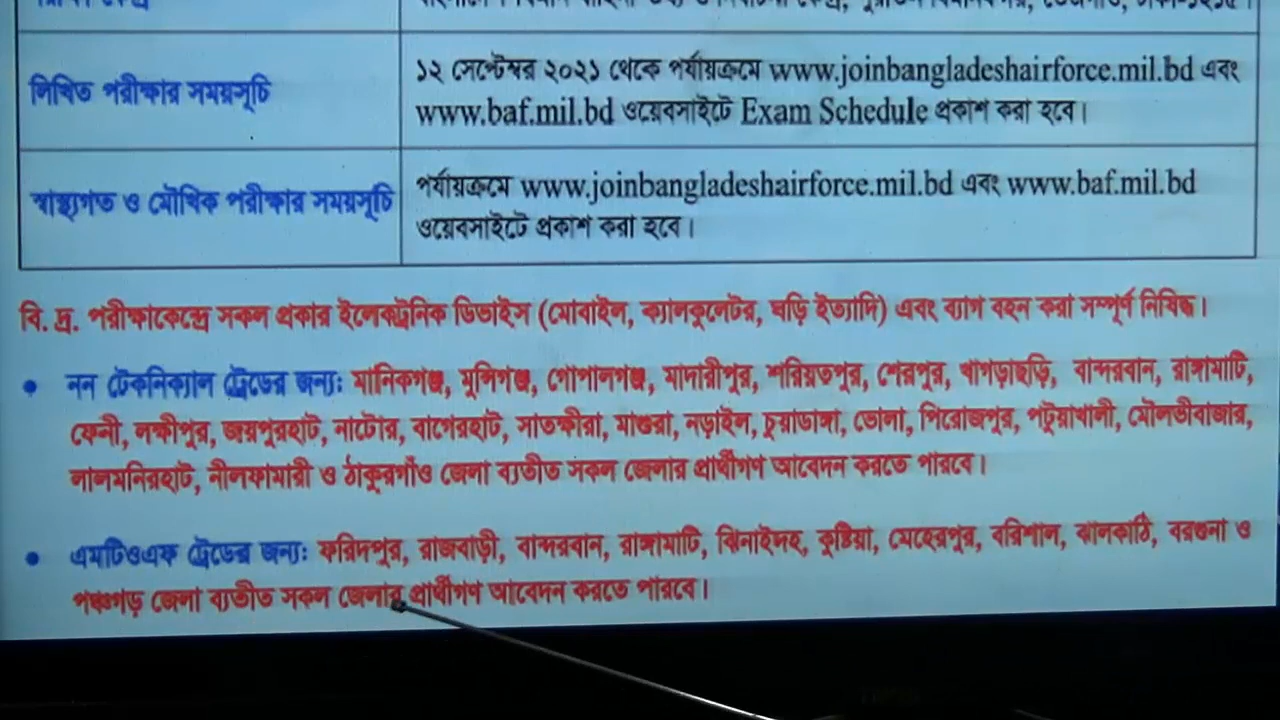 লিখিত পরীক্ষার সময়সূচি
১২ সেপ্টেম্বর ২০২১ থেকে পর্যায়ক্রমে www.joinbangladeshairforce.mil.bd এবং
www.baf.mil.bd ওয়েবসাইটে Exam Schedule প্রকাশ করা হবে।
স্বাস্থ্যগত ও মৌখিক পরীক্ষার সময়সূচি
পর্যায়ক্রমে www.joinbangladeshairforce.mil.bd এবং www.baf.mil.bd
ওয়েবসাইটে প্রকাশ করা হবে।
বি. দ্র. পরীক্ষাকেন্দ্রে সকল প্রকার ইলেকট্রনিক ডিভাইস (মোবাইল, ক্যালকুলেটর, ঘড়ি ইত্যাদি) এবং ব্যাগ বহন করা সম্পূর্ণ নিষিদ্ধ।
• নন টেকনিক্যাল ট্রেডের জন্য: মানিকগঞ্জ, মুন্সিগঞ্জ, গোপালগঞ্জ, মাদারীপুর, শরিয়তপুর, শেরপুর, খাগড়াছড়ি, বান্দরবান, রাঙ্গামাটি,
ফেনী, লক্ষীপুর, জয়পুরহাট, নাটোর, বাগেরহাট, সাতক্ষীরা, মাগুরা, নড়াইল, চুয়াডাঙ্গা, ভোলা, পিরোজপুর, পটুয়াখালী, মৌলভীবাজার,
লালমনিরহাট, নীলফামারী ও ঠাকুরগাঁও জেলা ব্যতীত সকল জেলার প্রার্থীগণ আবেদন করতে পারবে।
• এমটিওএফ ট্রেডের জন্য: ফরিদপুর, রাজবাড়ী, বান্দরবান, রাঙ্গামাটি, ঝিনাইদহ, কুষ্টিয়া, মেহেরপুর, বরিশাল, ঝালকাঠি, বরগুনা ও
পঞ্চগড় জেলা ব্যতীত সকল জেলার প্রার্থীগণ আবেদন করতে পারবে।